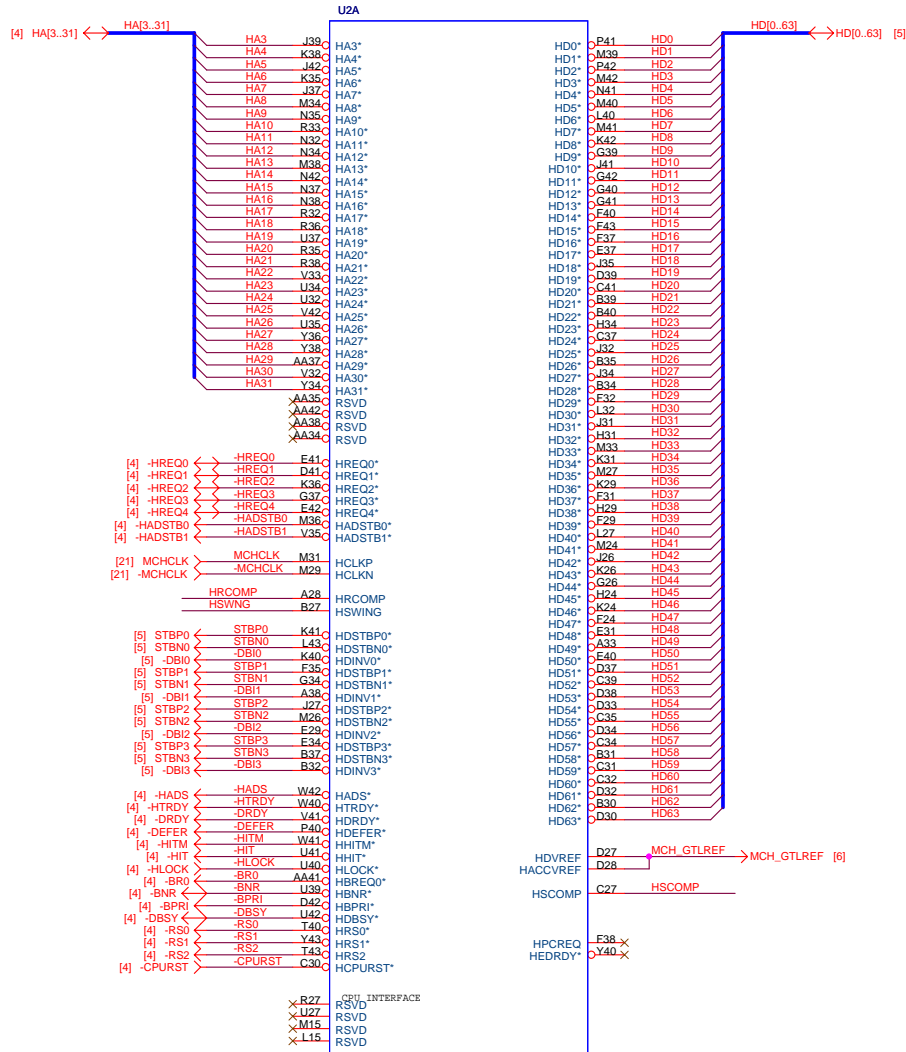 U2A
[4] HA[3..31] HA[3..31]
HA3 J39 HA3*
HA4 K38 HA4*
HA5 J42 HA5*
HA6 K35 HA6*
HA7 J37 HA7*
HA8 M34 HA8*
HA9 N35 HA9*
HA10 R33 HA10*
HA11 N32 HA11*
HA12 N34 HA12*
HA13 M38 HA13*
HA14 N42 HA14*
HA15 N37 HA15*
HA16 N38 HA16*
HA17 R32 HA17*
HA18 R36 HA18*
HA19 U37 HA19*
HA20 R35 HA20*
HA21 R38 HA21*
HA22 V33 HA22*
HA23 U34 HA23*
HA24 U32 HA24*
HA25 V42 HA25*
HA26 U35 HA26*
HA27 Y36 HA27*
HA28 Y38 HA28*
HA29 AA37 HA29*
HA30 V32 HA30*
HA31 Y34 HA31*
AA35 RSVD
AA42 RSVD
AA38 RSVD
AA34 RSVD
[4] -HREQ0 -HREQ0 E41 HREQ0*
[4] -HREQ1 -HREQ1 D41 HREQ1*
[4] -HREQ2 -HREQ2 K36 HREQ2*
[4] -HREQ3 -HREQ3 G37 HREQ3*
[4] -HREQ4 -HREQ4 E42 HREQ4*
[4] -HADSTB0 -HADSTB0 M36 HADSTB0*
[4] -HADSTB1 -HADSTB1 V35 HADSTB1*
[21] MCHCLK MCHCLK M31 HCLKP
[21] -MCHCLK -MCHCLK M29 HCLKN
HRCOMP A28 HRCOMP
HSWNG B27 HSWING
[5] STBP0 STBP0 K41 HDSTBP0*
[5] STBN0 STBN0 L43 HDSTBN0*
[5] -DBI0 -DBI0 K40 HDINV0*
[5] STBP1 STBP1 F35 HDSTBP1*
[5] STBN1 STBN1 G34 HDSTBN1*
[5] -DBI1 -DBI1 A38 HDINV1*
[5] STBP2 STBP2 J27 HDSTBP2*
[5] STBN2 STBN2 M26 HDSTBN2*
[5] -DBI2 -DBI2 E29 HDINV2*
[5] STBP3 STBP3 E34 HDSTBP3*
[5] STBN3 STBN3 B37 HDSTBN3*
[5] -DBI3 -DBI3 B32 HDINV3*
[4] -HADS -HADS W42 HADS*
[4] -HTRDY -HTRDY W40 HTRDY*
[4] -DRDY -DRDY V41 HDRDY*
[4] -DEFER -DEFER P40 HDEFER*
[4] -HITM -HITM W41 HHITM*
[4] -HIT -HIT U41 HHIT*
[4] -HLOCK -HLOCK U40 HLOCK*
[4] -BR0 -BR0 AA41 HBREQ0*
[4] -BNR -BNR U39 HBNR*
[4] -BPRI -BPRI D42 HBPRI*
[4] -DBSY -DBSY U42 HDBSY*
[4] -RS0 -RS0 T40 HRS0*
[4] -RS1 -RS1 Y43 HRS1*
[4] -RS2 -RS2 T43 HRS2
[4] -CPURST -CPURST C30 HCPURST*
CPU INTERFACE
R27 RSVD
U27 RSVD
M15 RSVD
L15 RSVD
HD[0..63] HD[0..63] [5]
HD0* P41 HD0
HD1* M39 HD1
HD2* P42 HD2
HD3* M42 HD3
HD4* N41 HD4
HD5* M40 HD5
HD6* L40 HD6
HD7* M41 HD7
HD8* K42 HD8
HD9* G39 HD9
HD10* J41 HD10
HD11* G42 HD11
HD12* G40 HD12
HD13* G41 HD13
HD14* F40 HD14
HD15* F43 HD15
HD16* F37 HD16
HD17* E37 HD17
HD18* J35 HD18
HD19* D39 HD19
HD20* C41 HD20
HD21* B39 HD21
HD22* B40 HD22
HD23* H34 HD23
HD24* C37 HD24
HD25* J32 HD25
HD26* B35 HD26
HD27* J34 HD27
HD28* B34 HD28
HD29* F32 HD29
HD30* L32 HD30
HD31* J31 HD31
HD32* H31 HD32
HD33* M33 HD33
HD34* K31 HD34
HD35* M27 HD35
HD36* K29 HD36
HD37* F31 HD37
HD38* H29 HD38
HD39* F29 HD39
HD40* L27 HD40
HD41* M24 HD41
HD42* J26 HD42
HD43* K26 HD43
HD44* G26 HD44
HD45* H24 HD45
HD46* K24 HD46
HD47* F24 HD47
HD48* E31 HD48
HD49* A33 HD49
HD50* E40 HD50
HD51* D37 HD51
HD52* C39 HD52
HD53* D38 HD53
HD54* D33 HD54
HD55* C35 HD55
HD56* D34 HD56
HD57* C34 HD57
HD58* B31 HD58
HD59* C31 HD59
HD60* C32 HD60
HD61* D32 HD61
HD62* B30 HD62
HD63* D30 HD63
HDVREF D27 MCH_GTLREF MCH_GTLREF [6]
HACCVREF D28
HSCOMP C27 HSCOMP
HPCREQ F38
HEDRDY* Y40